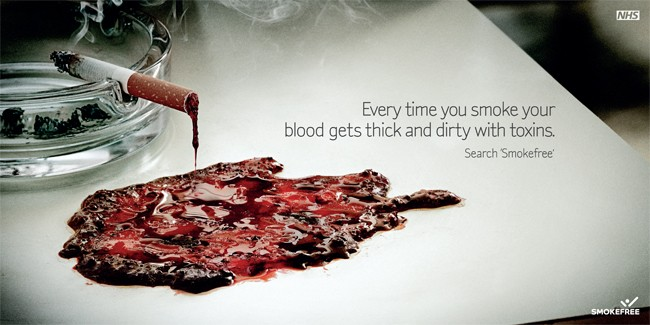 NHS
Every time you smoke your
blood gets thick and dirty with toxins.
Search 'Smokefree'
SMOKEFREE